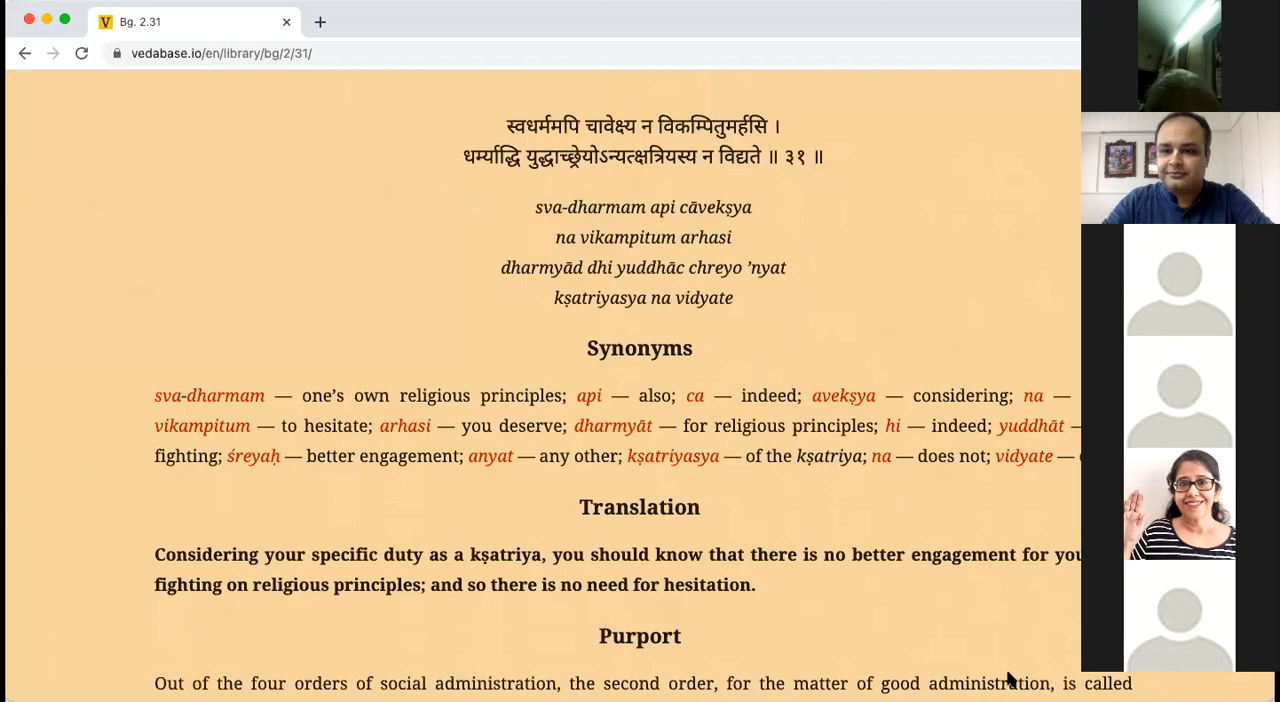 Bg. 2.31
vedabase.io/en/library/bg/2/31/
स्वधर्ममपि चावेक्ष्य न विकम्पितुमर्हसि ।
धर्म्याद्धि युद्धाच्छ्रेयोऽन्यत्क्षत्रियस्य न विद्यते ॥ ३१ ॥
sva-dharmam api cāvekṣya
na vikampitum arhasi
dharmyād dhi yuddhāc chreyo ’nyat
kṣatriyasya na vidyate
Synonyms
sva-dharmam — one’s own religious principles; api — also; ca — indeed; avekṣya — considering; na —
vikampitum — to hesitate; arhasi — you deserve; dharmyāt — for religious principles; hi — indeed; yuddhāt —
fighting; śreyaḥ — better engagement; anyat — any other; kṣatriyasya — of the kṣatriya; na — does not; vidyate —
Translation
Considering your specific duty as a kṣatriya, you should know that there is no better engagement for you
fighting on religious principles; and so there is no need for hesitation.
Purport
Out of the four orders of social administration, the second order, for the matter of good administration, is called